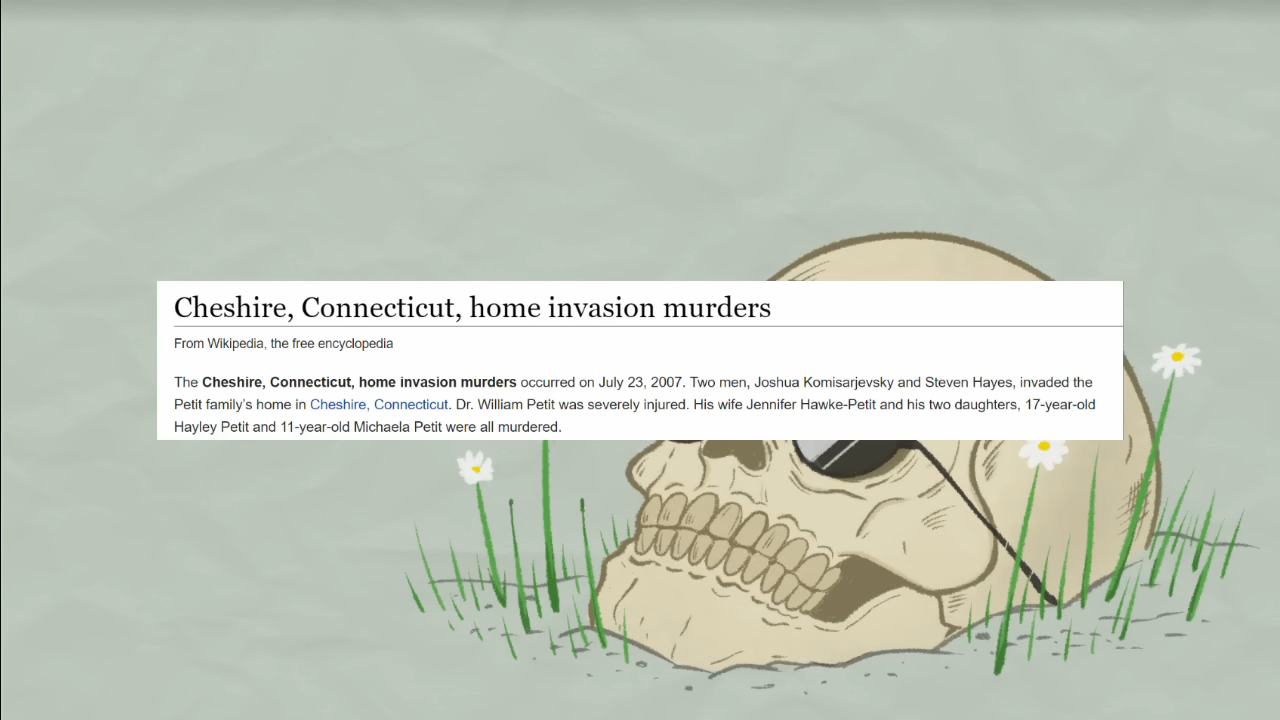 Cheshire, Connecticut, home invasion murders
From Wikipedia, the free encyclopedia
The Cheshire, Connecticut, home invasion murders occurred on July 23, 2007. Two men, Joshua Komisarjevsky and Steven Hayes, invaded the
Petit family's home in Cheshire, Connecticut. Dr. William Petit was severely injured. His wife Jennifer Hawke-Petit and his two daughters, 17-year-old
Hayley Petit and 11-year-old Michaela Petit were all murdered.